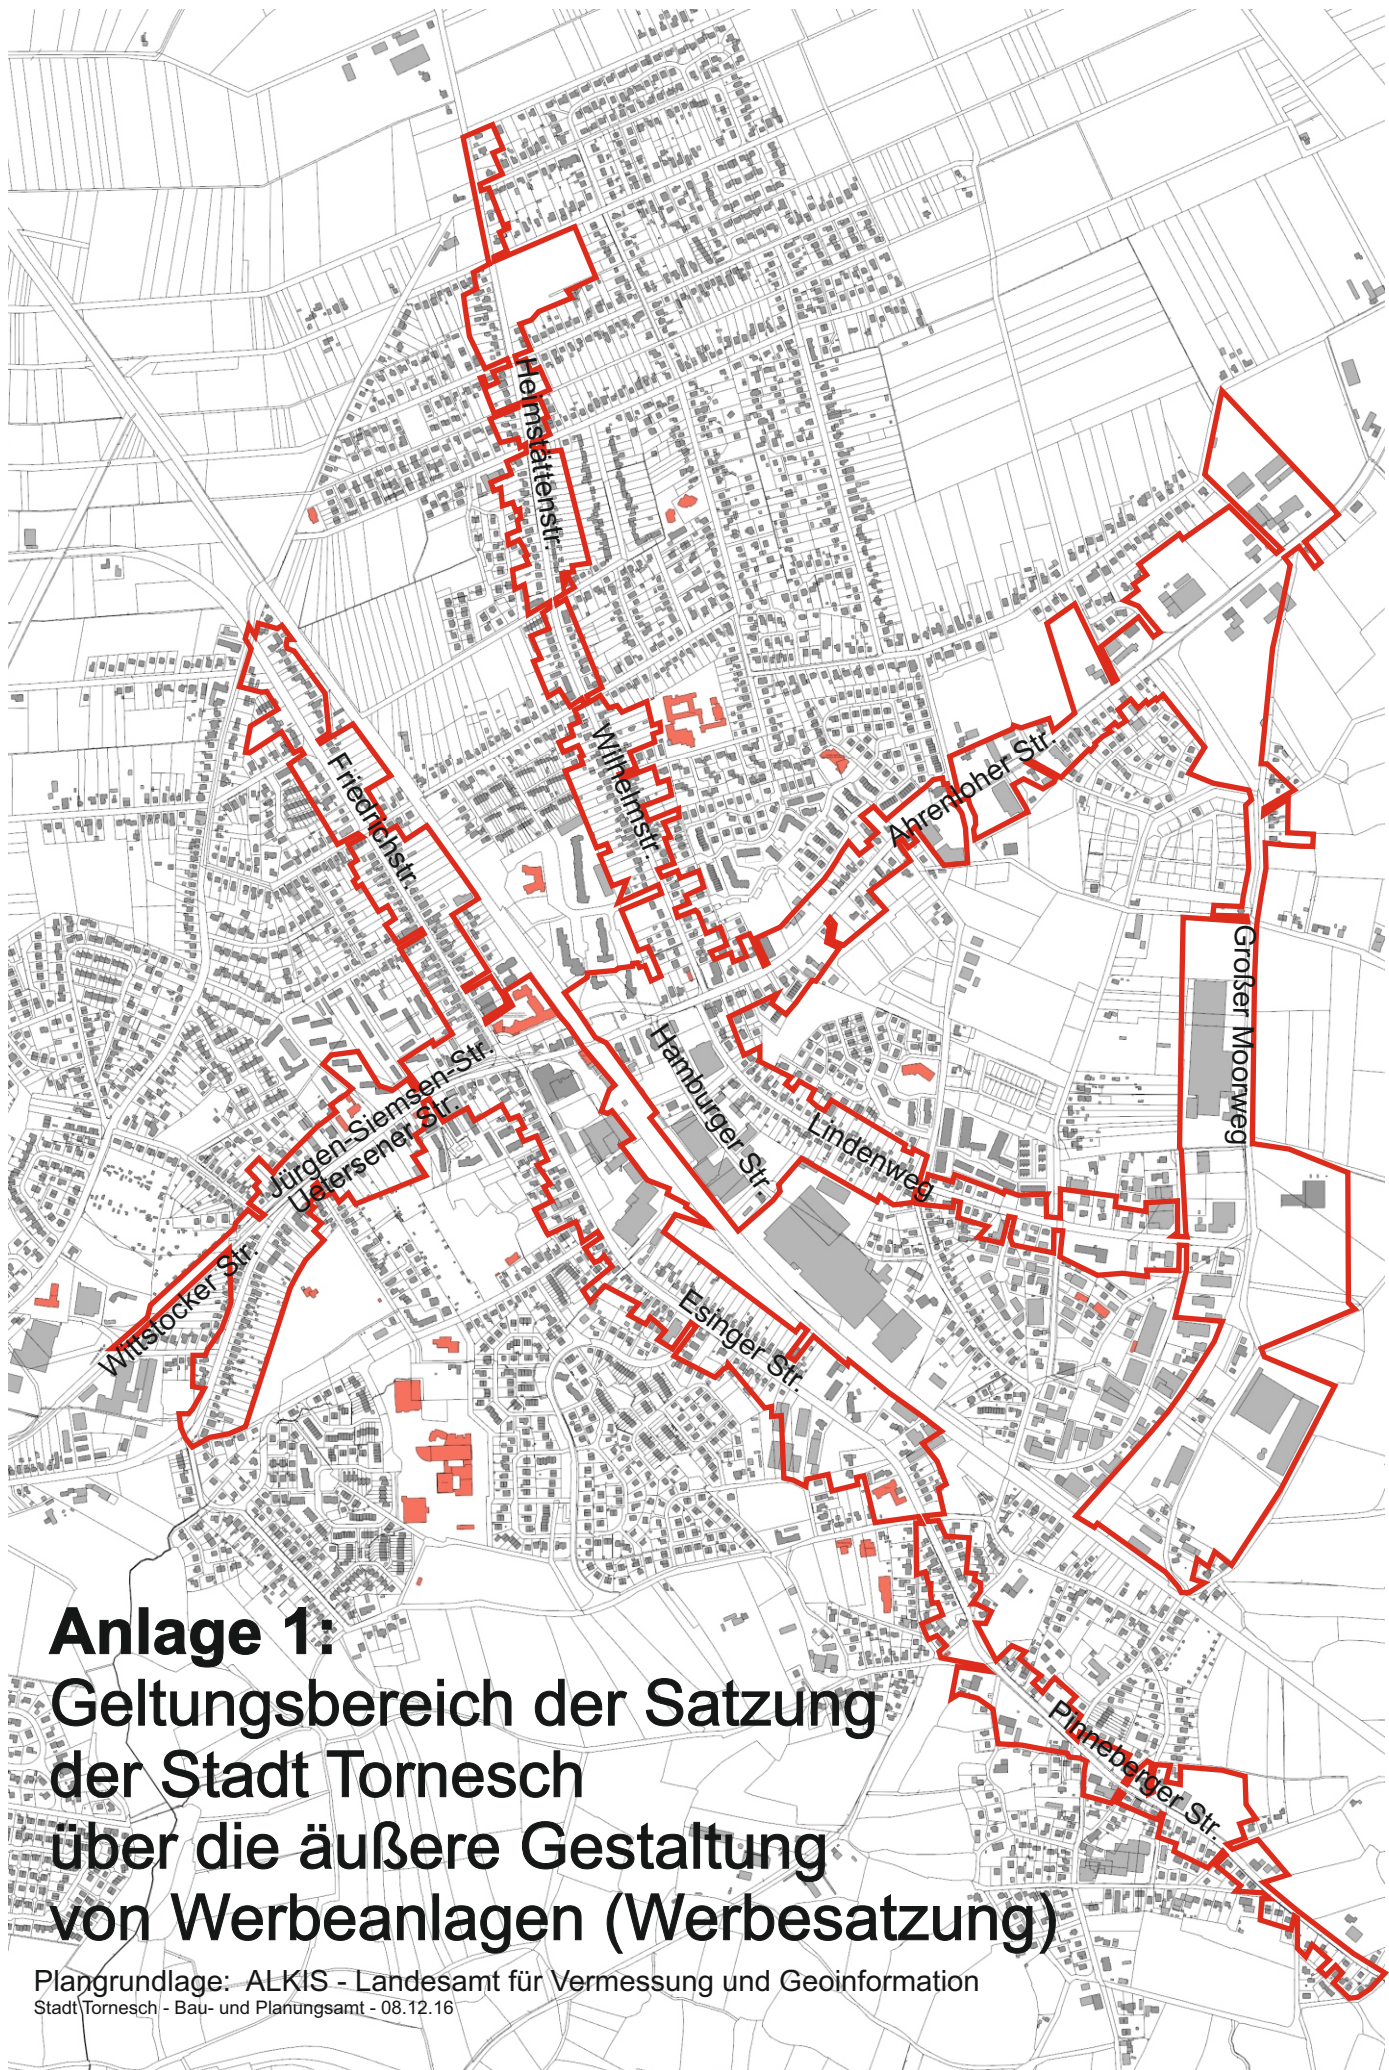 Heimstättenstr.
Friedrichstr.
Wilhelmstr.
Ahrenloher Str.
Großer Moorweg
Hamburger Str.
Lindenweg
Jürgen-Siemsen-Str.
Uetersener Str.
Wittstocker Str.
Esinger Str.
Pinneberger Str.
Anlage 1:
Geltungsbereich der Satzung
der Stadt Tornesch
über die äußere Gestaltung
von Werbeanlagen (Werbesatzung)
Plangrundlage: ALKIS - Landesamt für Vermessung und Geoinformation
Stadt Tornesch - Bau- und Planungsamt - 08.12.16